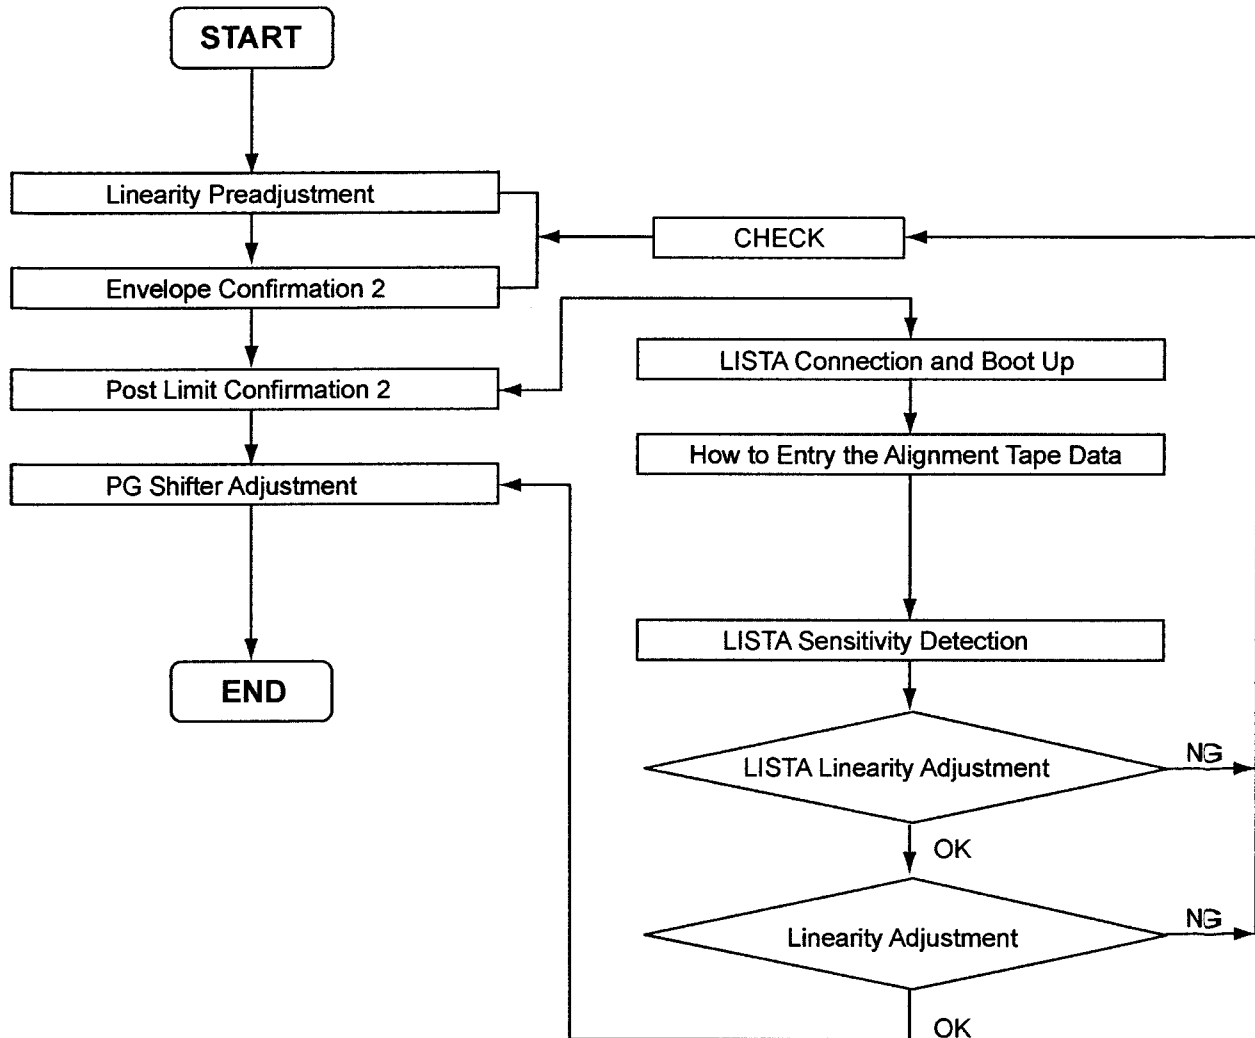 START
Linearity Preadjustment
CHECK
Envelope Confirmation 2
LISTA Connection and Boot Up
Post Limit Confirmation 2
How to Entry the Alignment Tape Data
PG Shifter Adjustment
LISTA Sensitivity Detection
END
LISTA Linearity Adjustment
NG
OK
Linearity Adjustment
NG
OK